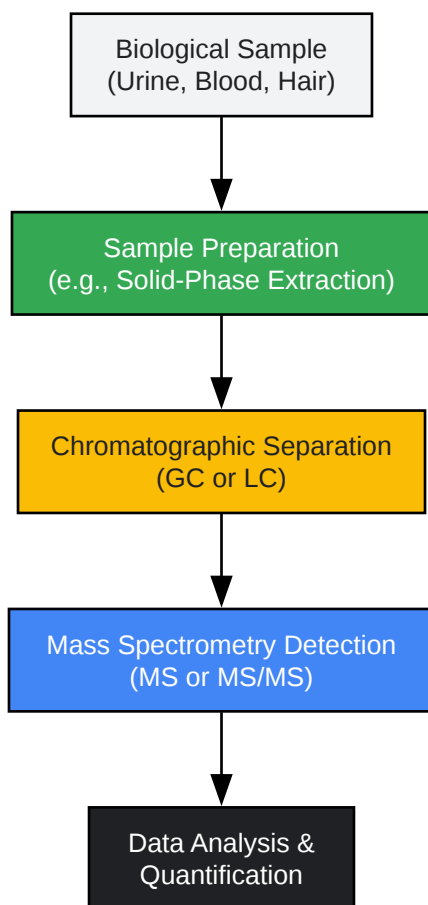 Biological Sample
(Urine, Blood, Hair)
Sample Preparation
(e.g., Solid-Phase Extraction)
Chromatographic Separation
(GC or LC)
Mass Spectrometry Detection
(MS or MS/MS)
Data Analysis &
Quantification